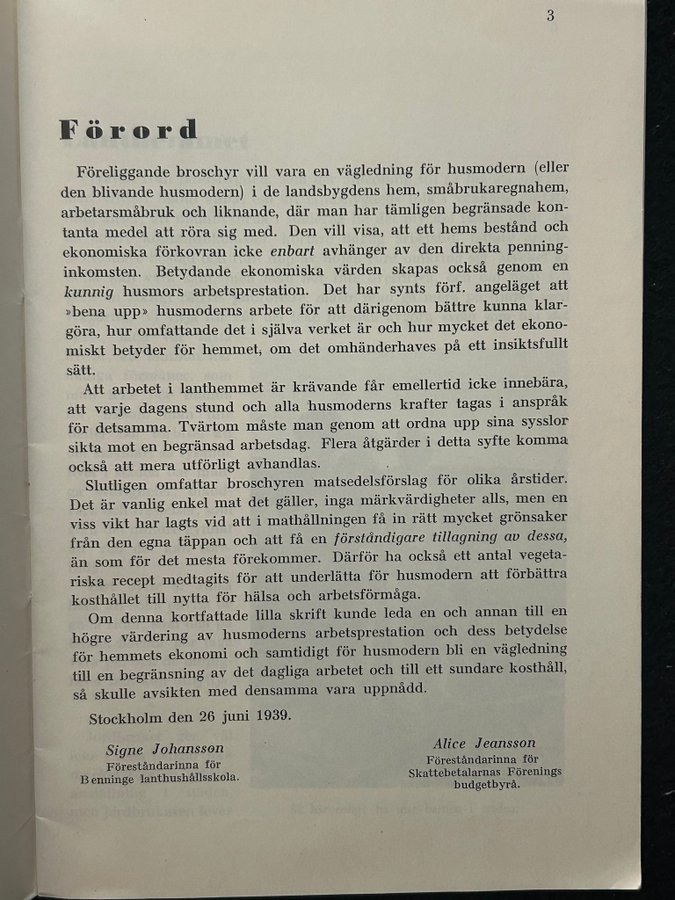 3
Förord
Föreliggande broschyr vill vara en vägledning för husmodern (eller
den blivande husmodern) i de landsbygdens hem, småbrukaregnahem,
arbetarsmåbruk och liknande, där man har tämligen begränsade kon-
tanta medel att röra sig med. Den vill visa, att ett hems bestånd och
ekonomiska förkovran icke enbart avhänger av den direkta penning-
inkomsten. Betydande ekonomiska värden skapas också genom en
kunnig husmors arbetsprestation. Det har synts förf. angeläget att
»bena upp» husmoderns arbete för att därigenom bättre kunna klar-
göra, hur omfattande det i själva verket är och hur mycket det ekono-
miskt betyder för hemmet, om det omhänderhaves på ett insiktsfullt
sätt.
Att arbetet i lanthemmet är krävande får emellertid icke innebära,
att varje dagens stund och alla husmoderns krafter tagas i anspråk
för detsamma. Tvärtom måste man genom att ordna upp sina sysslor
sikta mot en begränsad arbetsdag. Flera åtgärder i detta syfte komma
också att mera utförligt avhandlas.
Slutligen omfattar broschyren matsedelsförslag för olika årstider.
Det är vanlig enkel mat det gäller, inga märkvärdigheter alls, men en
viss vikt har lagts vid att i mathållningen få in rätt mycket grönsaker
från den egna täppan och att få en förståndigare tillagning av dessa,
än som för det mesta förekommer. Därför ha också ett antal vegeta-
riska recept medtagits för att underlätta för husmodern att förbättra
kosthållet till nytta för hälsa och arbetsförmåga.
Om denna kortfattade lilla skrift kunde leda en och annan till en
högre värdering av husmoderns arbetsprestation och dess betydelse
för hemmets ekonomi och samtidigt för husmodern bli en vägledning
till en begränsning av det dagliga arbetet och till ett sundare kosthåll,
så skulle avsikten med densamma vara uppnådd.
Stockholm den 26 juni 1939.
Signe Johansson
Föreståndarinna för
Benninge lanthushållsskola.
Alice Jeansson
Föreståndarinna för
Skattebetalarnas Förenings
budgetbyrå.